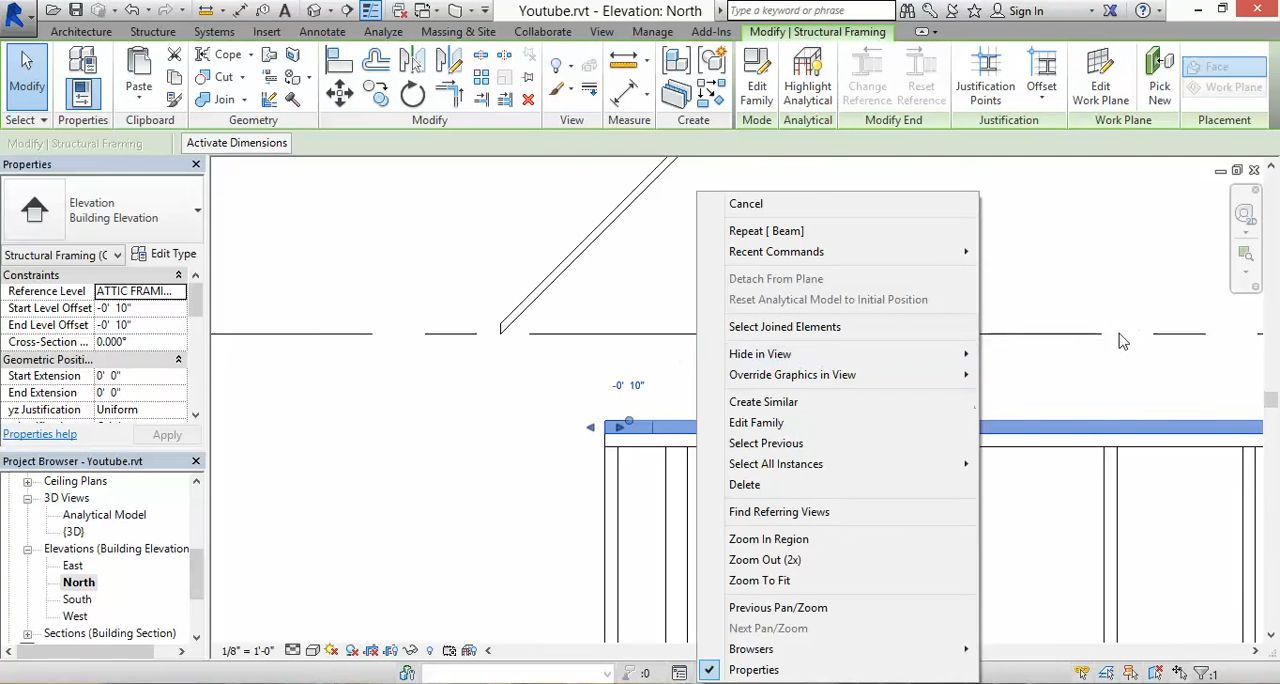 Youtube.rvt - Elevation: North
Type a keyword or phrase
Sign In
Architecture Structure Systems Insert Annotate Analyze Massing & Site Collaborate View Manage Add-Ins Modify | Structural Framing
Modify
Paste
Cope
Cut
Join
Edit Family
Highlight Analytical
Change Reference
Reset Reference
Justification Points
Offset
Edit Work Plane
Pick New
Face
Work Plane
Select Properties Clipboard Geometry Modify View Measure Create Mode Analytical Modify End Justification Work Plane Placement
Modify | Structural Framing
Activate Dimensions
Properties
Elevation
Building Elevation
Structural Framing (C
Edit Type
Constraints
Reference Level ATTIC FRAMI...
Start Level Offset -0' 10"
End Level Offset -0' 10"
Cross-Section ... 0.000°
Geometric Positi...
Start Extension 0' 0"
End Extension 0' 0"
yz Justification Uniform
Properties help
Apply
Project Browser - Youtube.rvt
Ceiling Plans
3D Views
Analytical Model
{3D}
Elevations (Building Elevation
East
North
South
West
Sections (Building Section)
-0' 10"
2D
Cancel
Repeat [ Beam]
Recent Commands
Detach From Plane
Reset Analytical Model to Initial Position
Select Joined Elements
Hide in View
Override Graphics in View
Create Similar
Edit Family
Select Previous
Select All Instances
Delete
Find Referring Views
Zoom In Region
Zoom Out (2x)
Zoom To Fit
Previous Pan/Zoom
Next Pan/Zoom
Browsers
Properties
1/8" = 1'-0"
:0
:1